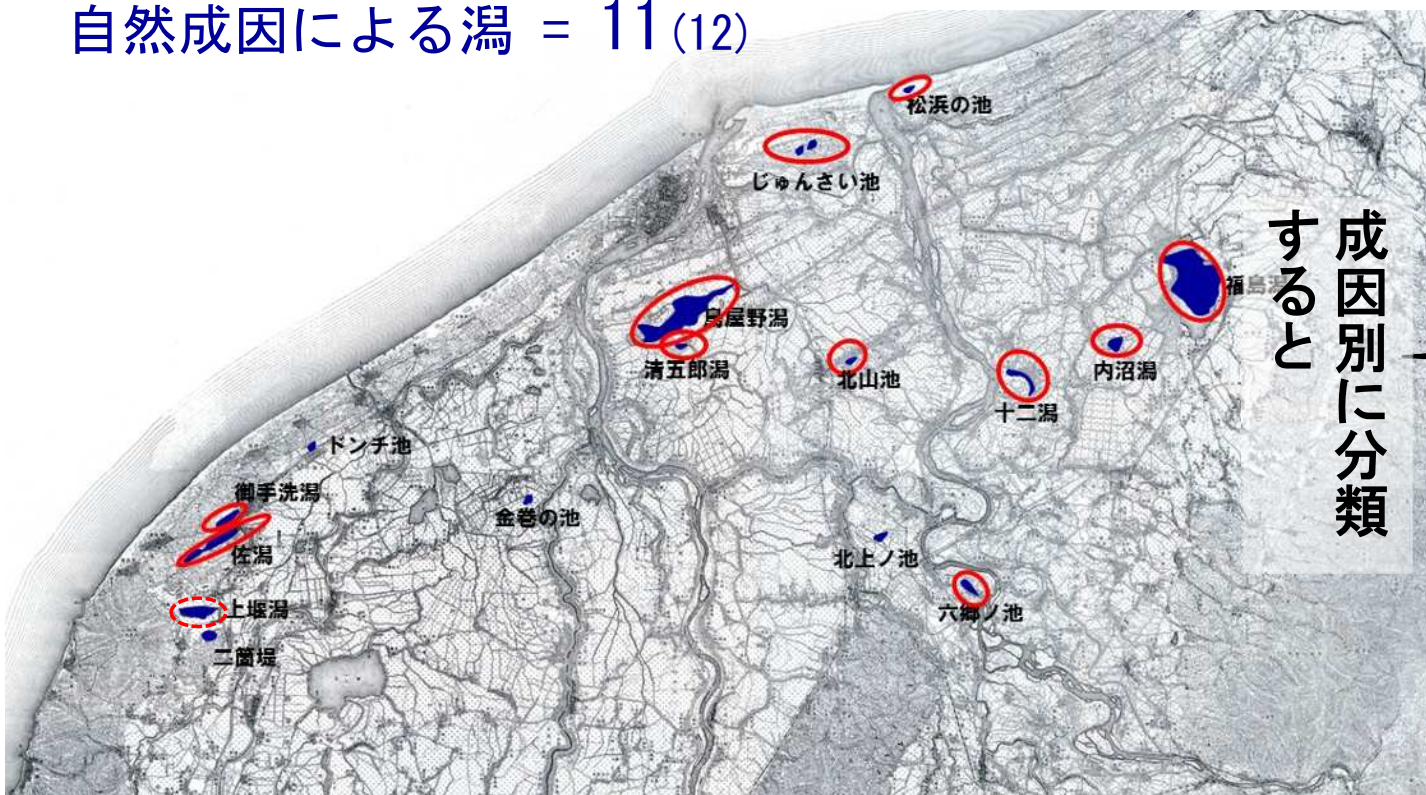 自然成因による潟 = 11(12)
成因別に分類
すると
松浜の池
じゅんさい池
福島潟
鳥屋野潟
清五郎潟
北山池
内沼潟
十二潟
ドンチ池
御手洗潟
金巻の池
佐潟
北上ノ池
六郷ノ池
上堰潟
二箇堤